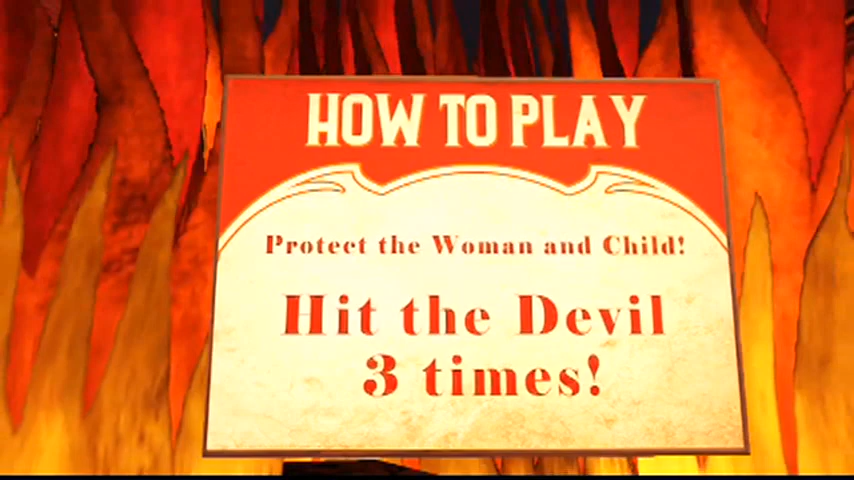 HOW TO PLAY
Protect the Woman and Child!
Hit the Devil
3 times!